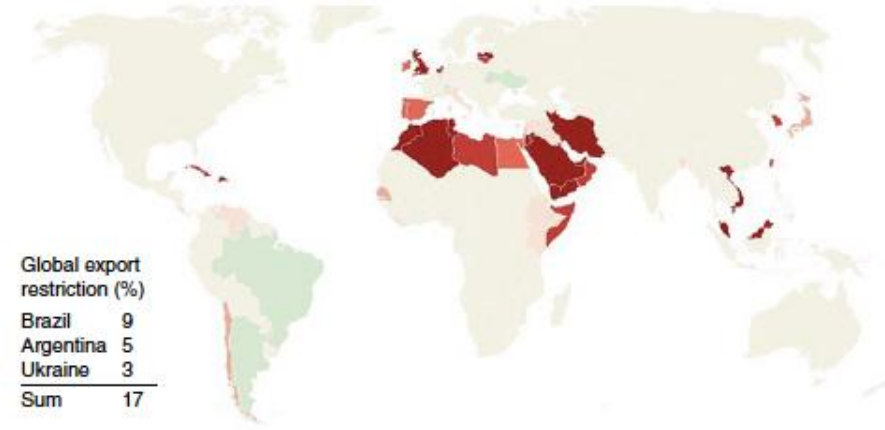 Global export
restriction (%)
Brazil 9
Argentina 5
Ukraine 3
Sum 17